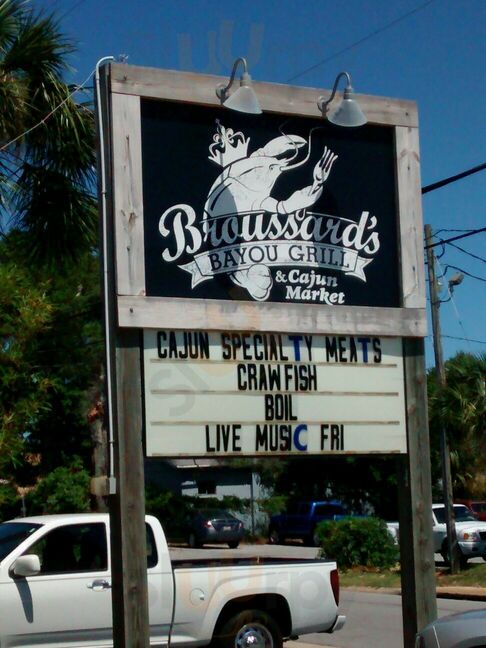 Broussard's
BAYOU GRILL
& Cajun
Market
CAJUN SPECIALTY MEATS
CRAWFISH
BOIL
LIVE MUSIC FRI